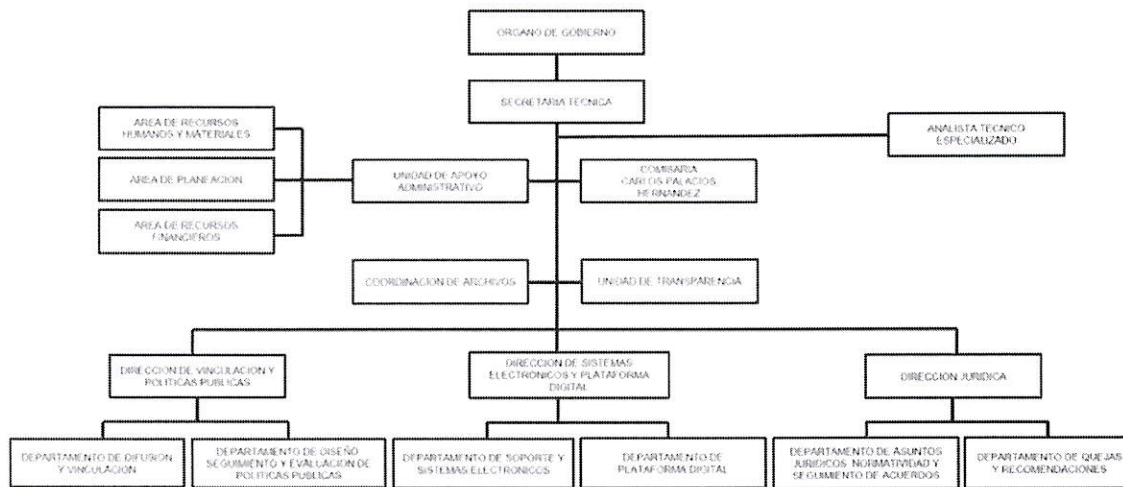 ORGANO DE GOBIERNO
SECRETARIA TECNICA
AREA DE RECURSOS
HUMANOS Y MATERIALES
ANALISTA TECNICO
ESPECIALIZADO
AREA DE PLANEACION
UNIDAD DE APOYO
ADMINISTRATIVO
COMISARIA
CARLOS PALACIOS
HERNANDEZ
AREA DE RECURSOS
FINANCIEROS
COORDINACION DE ARCHIVOS
UNIDAD DE TRANSPARENCIA
DIRECCION DE VINCULACION Y
POLITICAS PUBLICAS
DIRECCION DE SISTEMAS
ELECTRONICOS Y PLATAFORMA
DIGITAL
DIRECCION JURIDICA
DEPARTAMENTO DE DIFUSION
Y VINCULACION
DEPARTAMENTO DE DISEÑO
SEGUIMIENTO Y EVALUACION DE
POLITICAS PUBLICAS
DEPARTAMENTO DE SOPORTE Y
SISTEMAS ELECTRONICOS
DEPARTAMENTO DE
PLATAFORMA DIGITAL
DEPARTAMENTO DE ASUNTOS
JURIDICOS NORMATIVIDAD Y
SEGUIMIENTO DE ACUERDOS
DEPARTAMENTO DE QUEJAS
Y RECOMENDACIONES